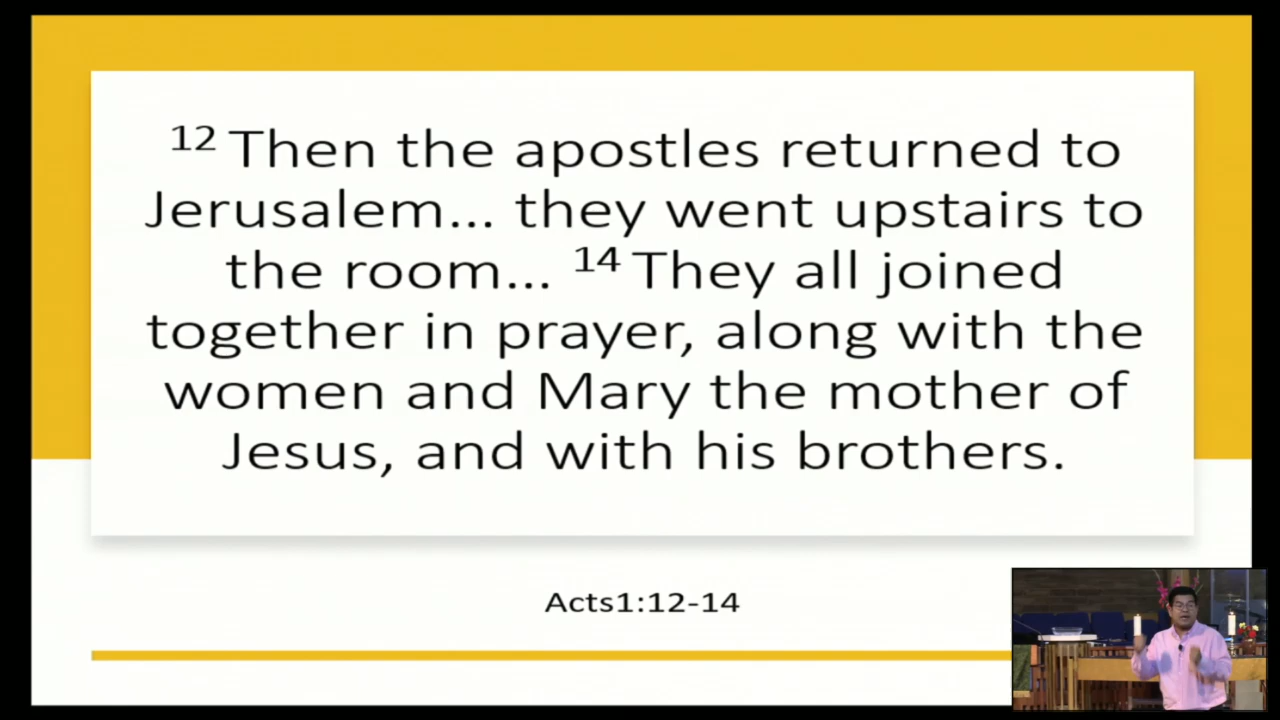 12 Then the apostles returned to
Jerusalem... they went upstairs to
the room... 14 They all joined
together in prayer, along with the
women and Mary the mother of
Jesus, and with his brothers.
Acts1:12-14